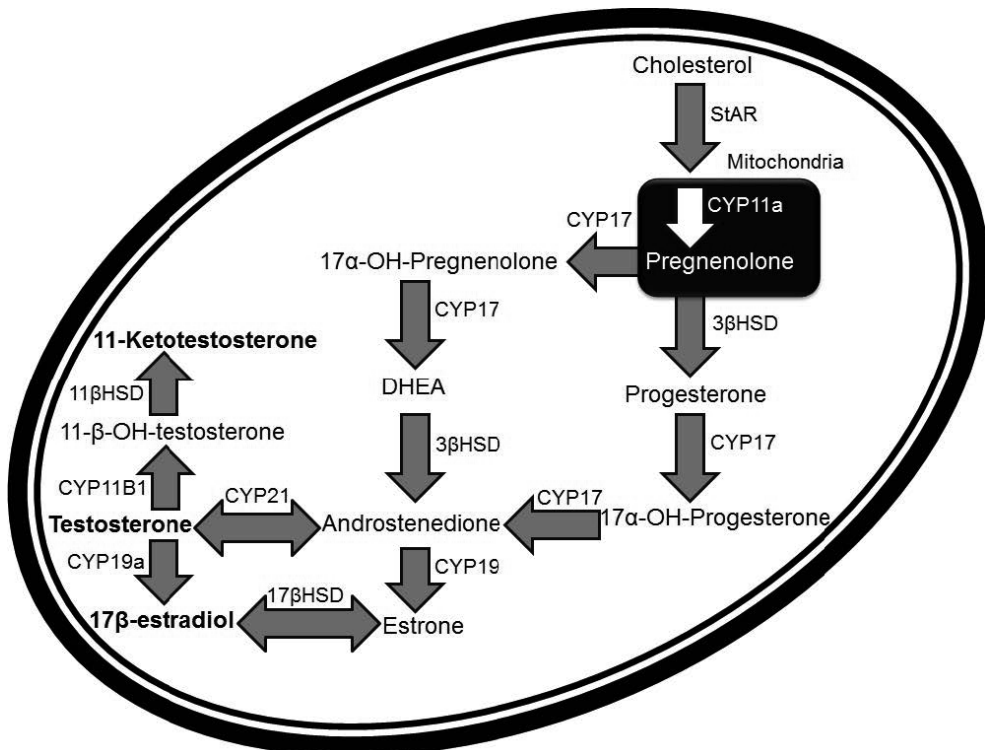 Cholesterol
StAR
Mitochondria
CYP11a
CYP17
17α-OH-Pregnenolone
Pregnenolone
CYP17
3βHSD
11-Ketotestosterone
11βHSD
DHEA
Progesterone
11-β-OH-testosterone
3βHSD
CYP17
CYP11B1
CYP21
CYP17
Testosterone
Androstenedione
17α-OH-Progesterone
CYP19a
CYP19
17βHSD
17β-estradiol
Estrone